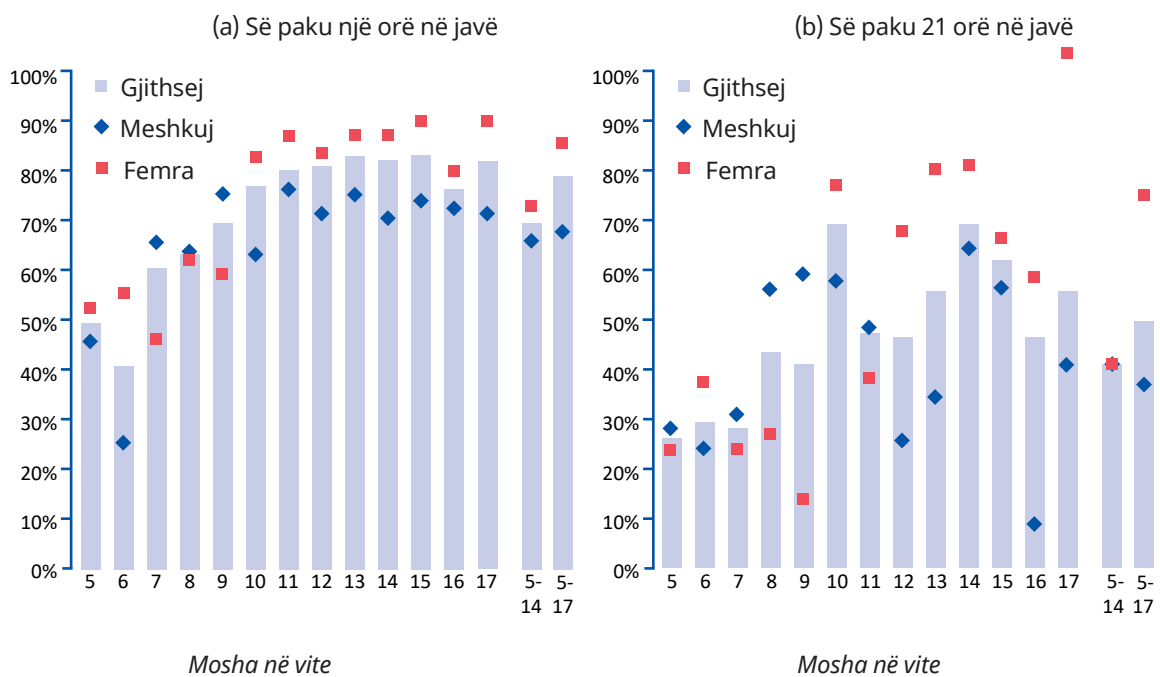 (a) Së paku një orë në javë
100%
90%
80%
70%
60%
50%
40%
30%
20%
10%
0%
Gjithsej
Meshkuj
Femra
5 6 7 8 9 10 11 12 13 14 15 16 17 5- 5-
14 17
Mosha në vite
(b) Së paku 21 orë në javë
100%
90%
80%
70%
60%
50%
40%
30%
20%
10%
0%
Gjithsej
Meshkuj
Femra
5 6 7 8 9 10 11 12 13 14 15 16 17 5- 5-
14 17
Mosha në vite